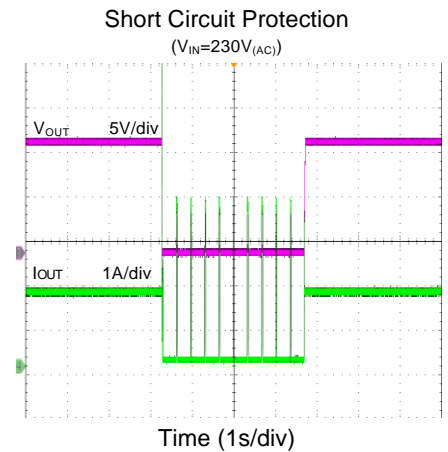 Short Circuit Protection
(VIN=230V(AC))
VOUT 5V/div
IOUT 1A/div
Time (1s/div)